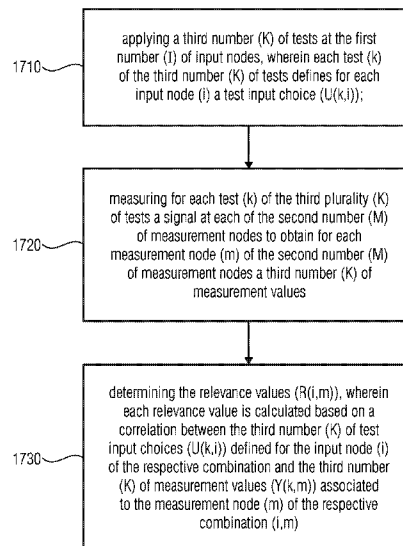 1710
applying a third number (K) of tests at the first
number (I) of input nodes, wherein each test (k)
of the third number (K) of tests defines for each
input node (i) a test input choice (U(k,i));
1720
measuring for each test (k) of the third plurality (K)
of tests a signal at each of the second number (M)
of measurement nodes to obtain for each
measurement node (m) of the second number (M)
of measurement nodes a third number (K) of
measurement values
1730
determining the relevance values (R(i,m)), wherein
each relevance value is calculated based on a
correlation between the third number (K) of test
input choices (U(k,i)) defined for the input node (i)
of the respective combination and the third number
(K) of measurement values (Y(k,m)) associated
to the measurement node (m) of the respective
combination (i,m)